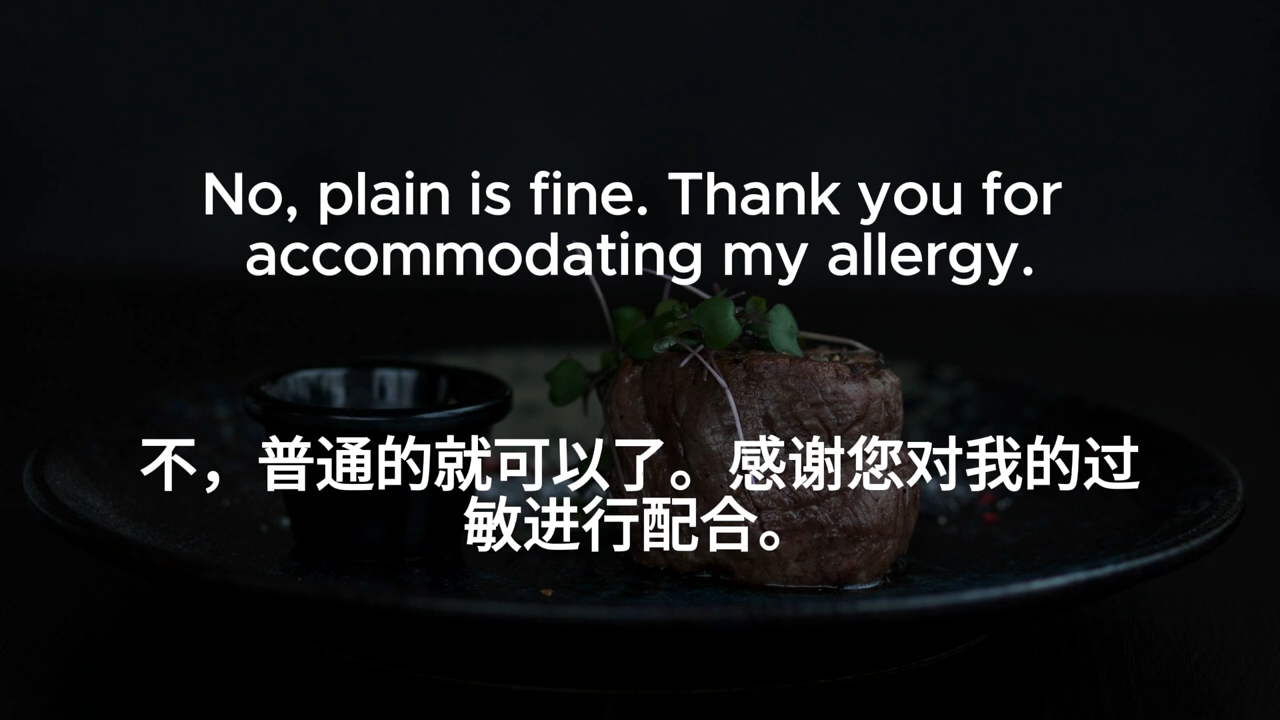 No, plain is fine. Thank you for
accommodating my allergy.
不，普通的就可以了。感谢您对我的过
敏进行配合。